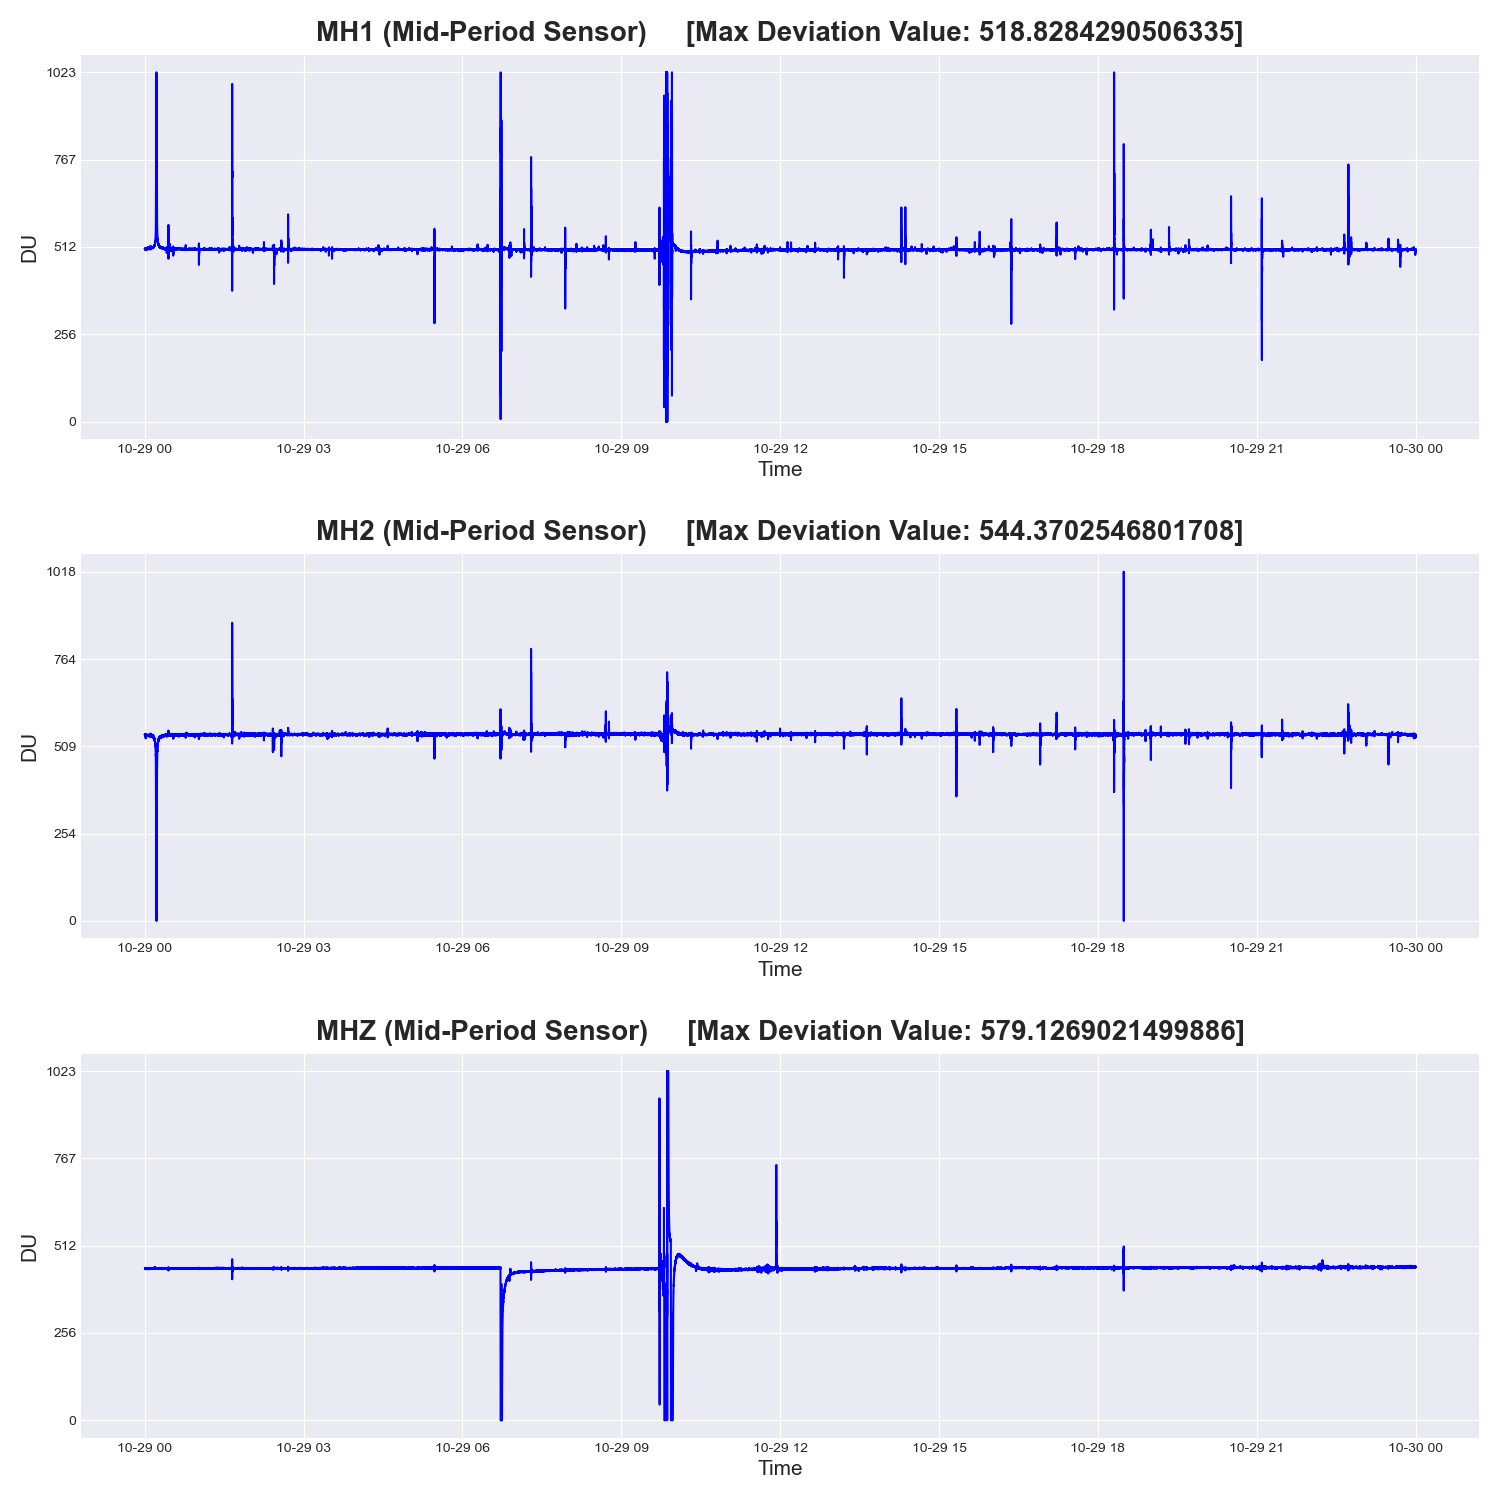 MH1 (Mid-Period Sensor) [Max Deviation Value: 518.8284290506335]
1023
767
512
256
0
DU
10-29 00 10-29 03 10-29 06 10-29 09 10-29 12 10-29 15 10-29 18 10-29 21 10-30 00
Time
MH2 (Mid-Period Sensor) [Max Deviation Value: 544.3702546801708]
1018
764
509
254
0
DU
10-29 00 10-29 03 10-29 06 10-29 09 10-29 12 10-29 15 10-29 18 10-29 21 10-30 00
Time
MHZ (Mid-Period Sensor) [Max Deviation Value: 579.1269021499886]
1023
767
512
256
0
DU
10-29 00 10-29 03 10-29 06 10-29 09 10-29 12 10-29 15 10-29 18 10-29 21 10-30 00
Time